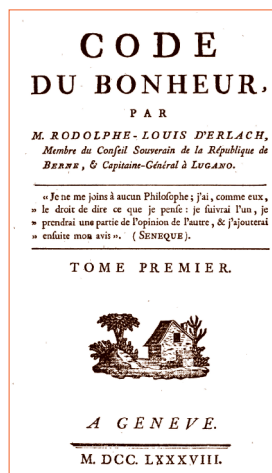 CODE
DU BONHEUR,
PAR
M. RODOLPHE-LOUIS D'ERLACH,
Membre du Conſeil Souverain de la République de
BERNE, & Capitaine-Général à LUGANO.
« Je ne me joins à aucun Philoſophe ; j'ai, comme eux,
» le droit de dire ce que je penſe : je ſuivrai l'un, je
» prendrai une partie de l'opinion de l'autre, & j'ajouterai
» enſuite mon avis ». (SENEQUE).
TOME PREMIER.
A GENEVE.
M. DCC. LXXXVIII.